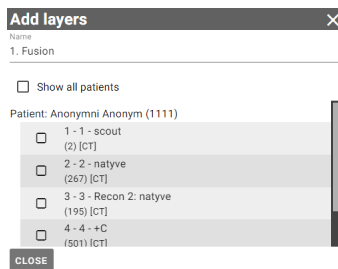 Add layers
Name
1. Fusion
Show all patients
Patient: Anonymni Anonym (1111)
1 - 1 - scout
(2) [CT]
2 - 2 - natyve
(267) [CT]
3 - 3 - Recon 2: natyve
(195) [CT]
4 - 4 - +C
(501) [CT]
CLOSE